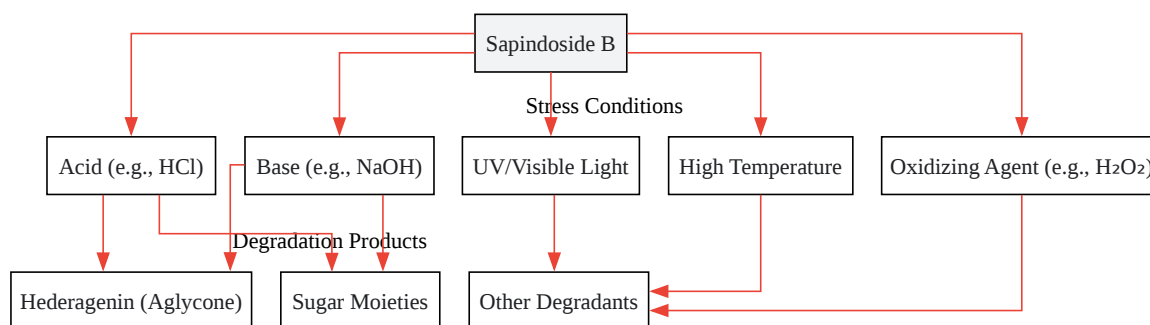 Sapindoside B
Stress Conditions
Acid (e.g., HCl)
Base (e.g., NaOH)
UV/Visible Light
High Temperature
Oxidizing Agent (e.g., H₂O₂)
Degradation Products
Hederagenin (Aglycone)
Sugar Moieties
Other Degradants